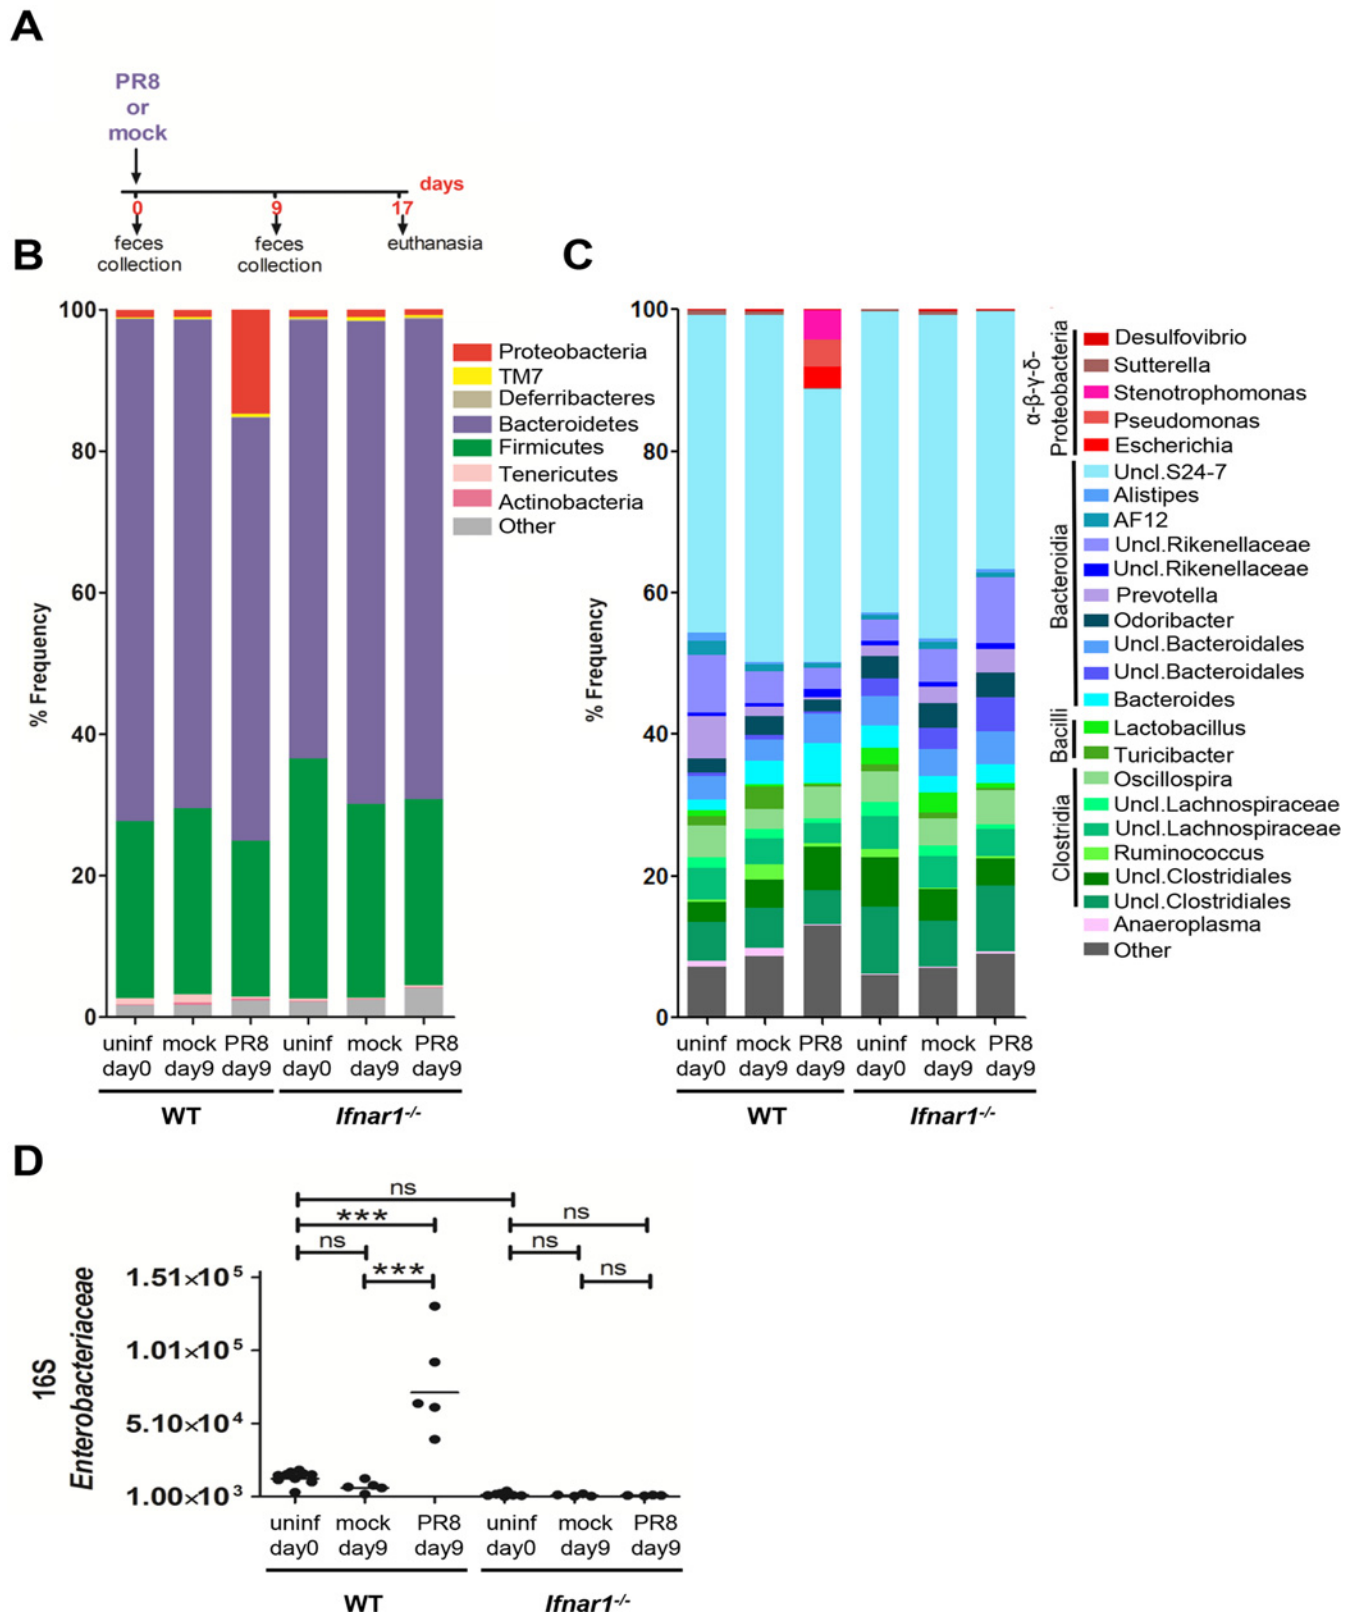 A
PR8
or
mock
days
0
9
17
feces
collection
feces
collection
euthanasia
B
% Frequency
100
80
60
40
20
0
Proteobacteria
TM7
Deferribacteres
Bacteroidetes
Firmicutes
Tenericutes
Actinobacteria
Other
uninf
day0
mock
day9
PR8
day9
uninf
day0
mock
day9
PR8
day9
WT
Ifnar1-/-
C
% Frequency
100
80
60
40
20
0
α-β-γ-δ-
Proteobacteria
Desulfovibrio
Sutterella
Stenotrophomonas
Pseudomonas
Escherichia
Bacteroidia
Uncl.S24-7
Alistipes
AF12
Uncl.Rikenellaceae
Uncl.Rikenellaceae
Prevotella
Odoribacter
Uncl.Bacteroidales
Uncl.Bacteroidales
Bacteroides
Bacilli
Lactobacillus
Turicibacter
Clostridia
Oscillospira
Uncl.Lachnospiraceae
Uncl.Lachnospiraceae
Ruminococcus
Uncl.Clostridiales
Uncl.Clostridiales
Anaeroplasma
Other
uninf
day0
mock
day9
PR8
day9
uninf
day0
mock
day9
PR8
day9
WT
Ifnar1-/-
D
ns
***
ns
ns
ns
***
ns
16S
Enterobacteriaceae
1.51×10⁵
1.01×10⁵
5.10×10⁴
1.00×10³
uninf
day0
mock
day9
PR8
day9
uninf
day0
mock
day9
PR8
day9
WT
Ifnar1-/-